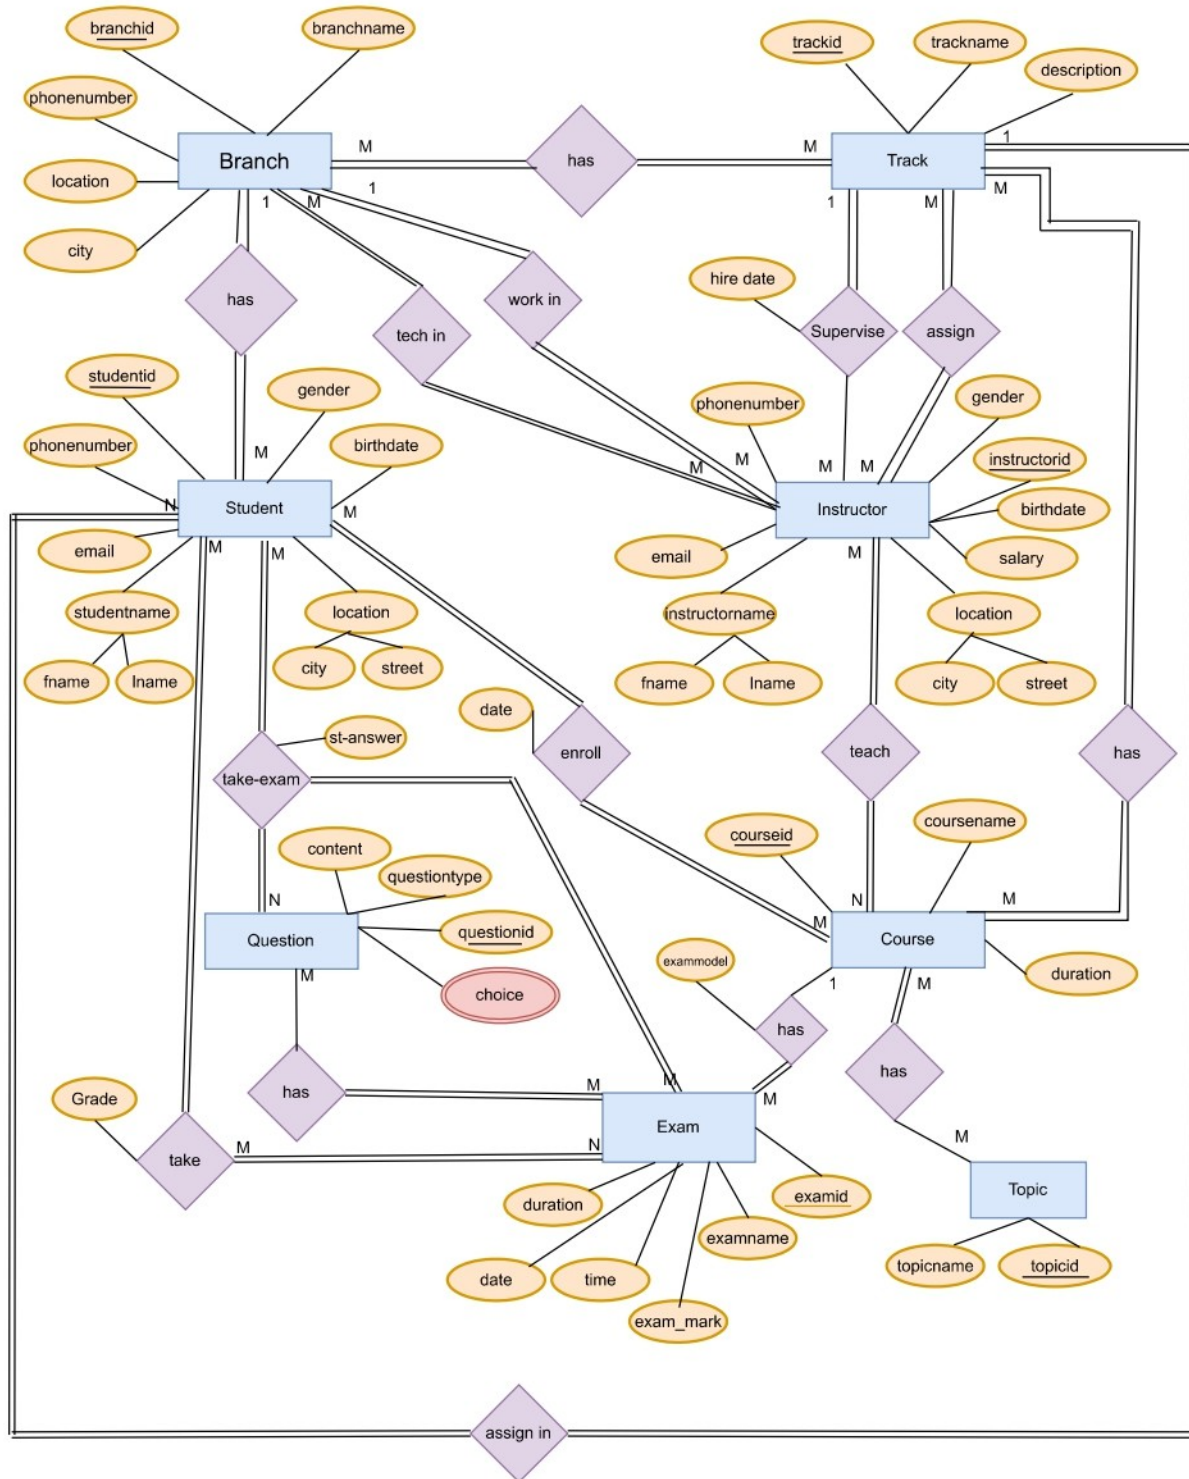 branchid
branchname
trackid
trackname
description
phonenumber
1
M
M
Branch
has
Track
location
1
M
1
M
M
1
city
hire date
has
work in
tech in
Supervise
assign
studentid
gender
phonenumber
gender
phonenumber
birthdate
M
M
M
M
M
instructorid
N
Student
M
Instructor
birthdate
email
M
M
email
M
salary
studentname
location
instructorname
location
fname
lname
city
street
fname
lname
city
street
date
st-answer
take-exam
enroll
teach
has
courseid
coursename
content
questiontype
N
N
M
M
Question
questionid
Course
M
exammodel
1
M
duration
choice
has
has
has
M
M
M
Grade
Exam
M
N
M
take
Topic
duration
examid
examname
topicname
topicid
date
time
exam_mark
assign in